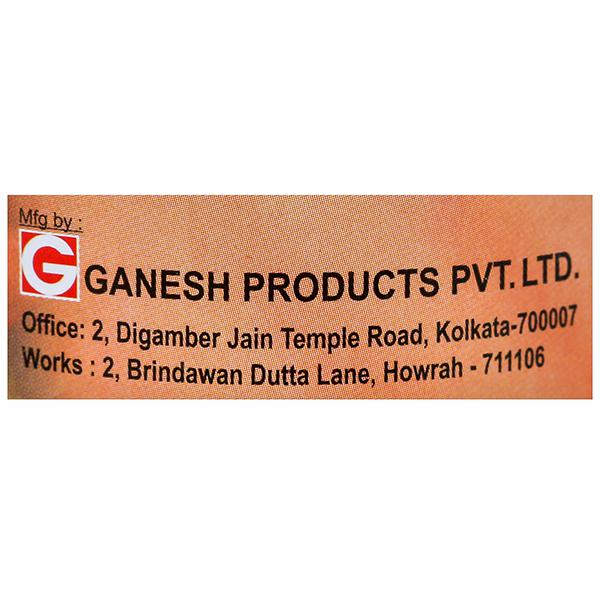 Mfg by :
G GANESH PRODUCTS PVT. LTD.
Office: 2, Digamber Jain Temple Road, Kolkata-700007
Works : 2, Brindawan Dutta Lane, Howrah - 711106